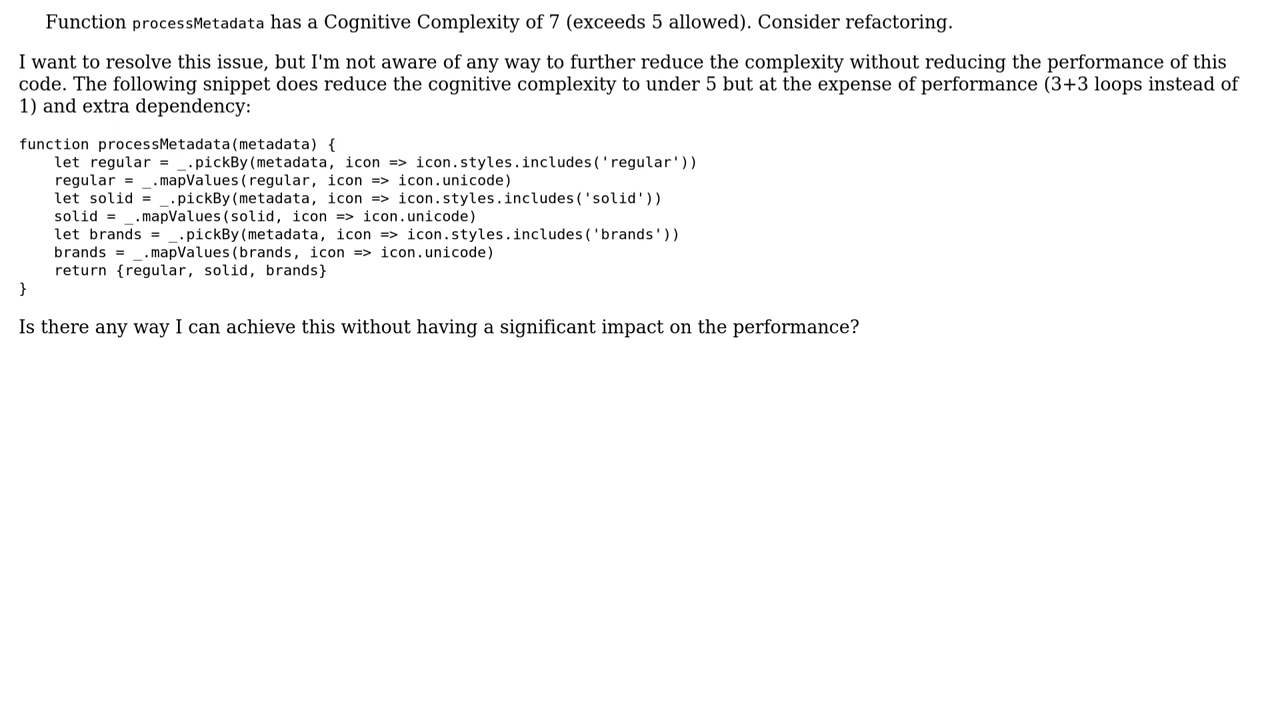 Function processMetadata has a Cognitive Complexity of 7 (exceeds 5 allowed). Consider refactoring.
I want to resolve this issue, but I'm not aware of any way to further reduce the complexity without reducing the performance of this
code. The following snippet does reduce the cognitive complexity to under 5 but at the expense of performance (3+3 loops instead of
1) and extra dependency:
function processMetadata(metadata) {
    let regular = _.pickBy(metadata, icon => icon.styles.includes('regular'))
    regular = _.mapValues(regular, icon => icon.unicode)
    let solid = _.pickBy(metadata, icon => icon.styles.includes('solid'))
    solid = _.mapValues(solid, icon => icon.unicode)
    let brands = _.pickBy(metadata, icon => icon.styles.includes('brands'))
    brands = _.mapValues(brands, icon => icon.unicode)
    return {regular, solid, brands}
}
Is there any way I can achieve this without having a significant impact on the performance?